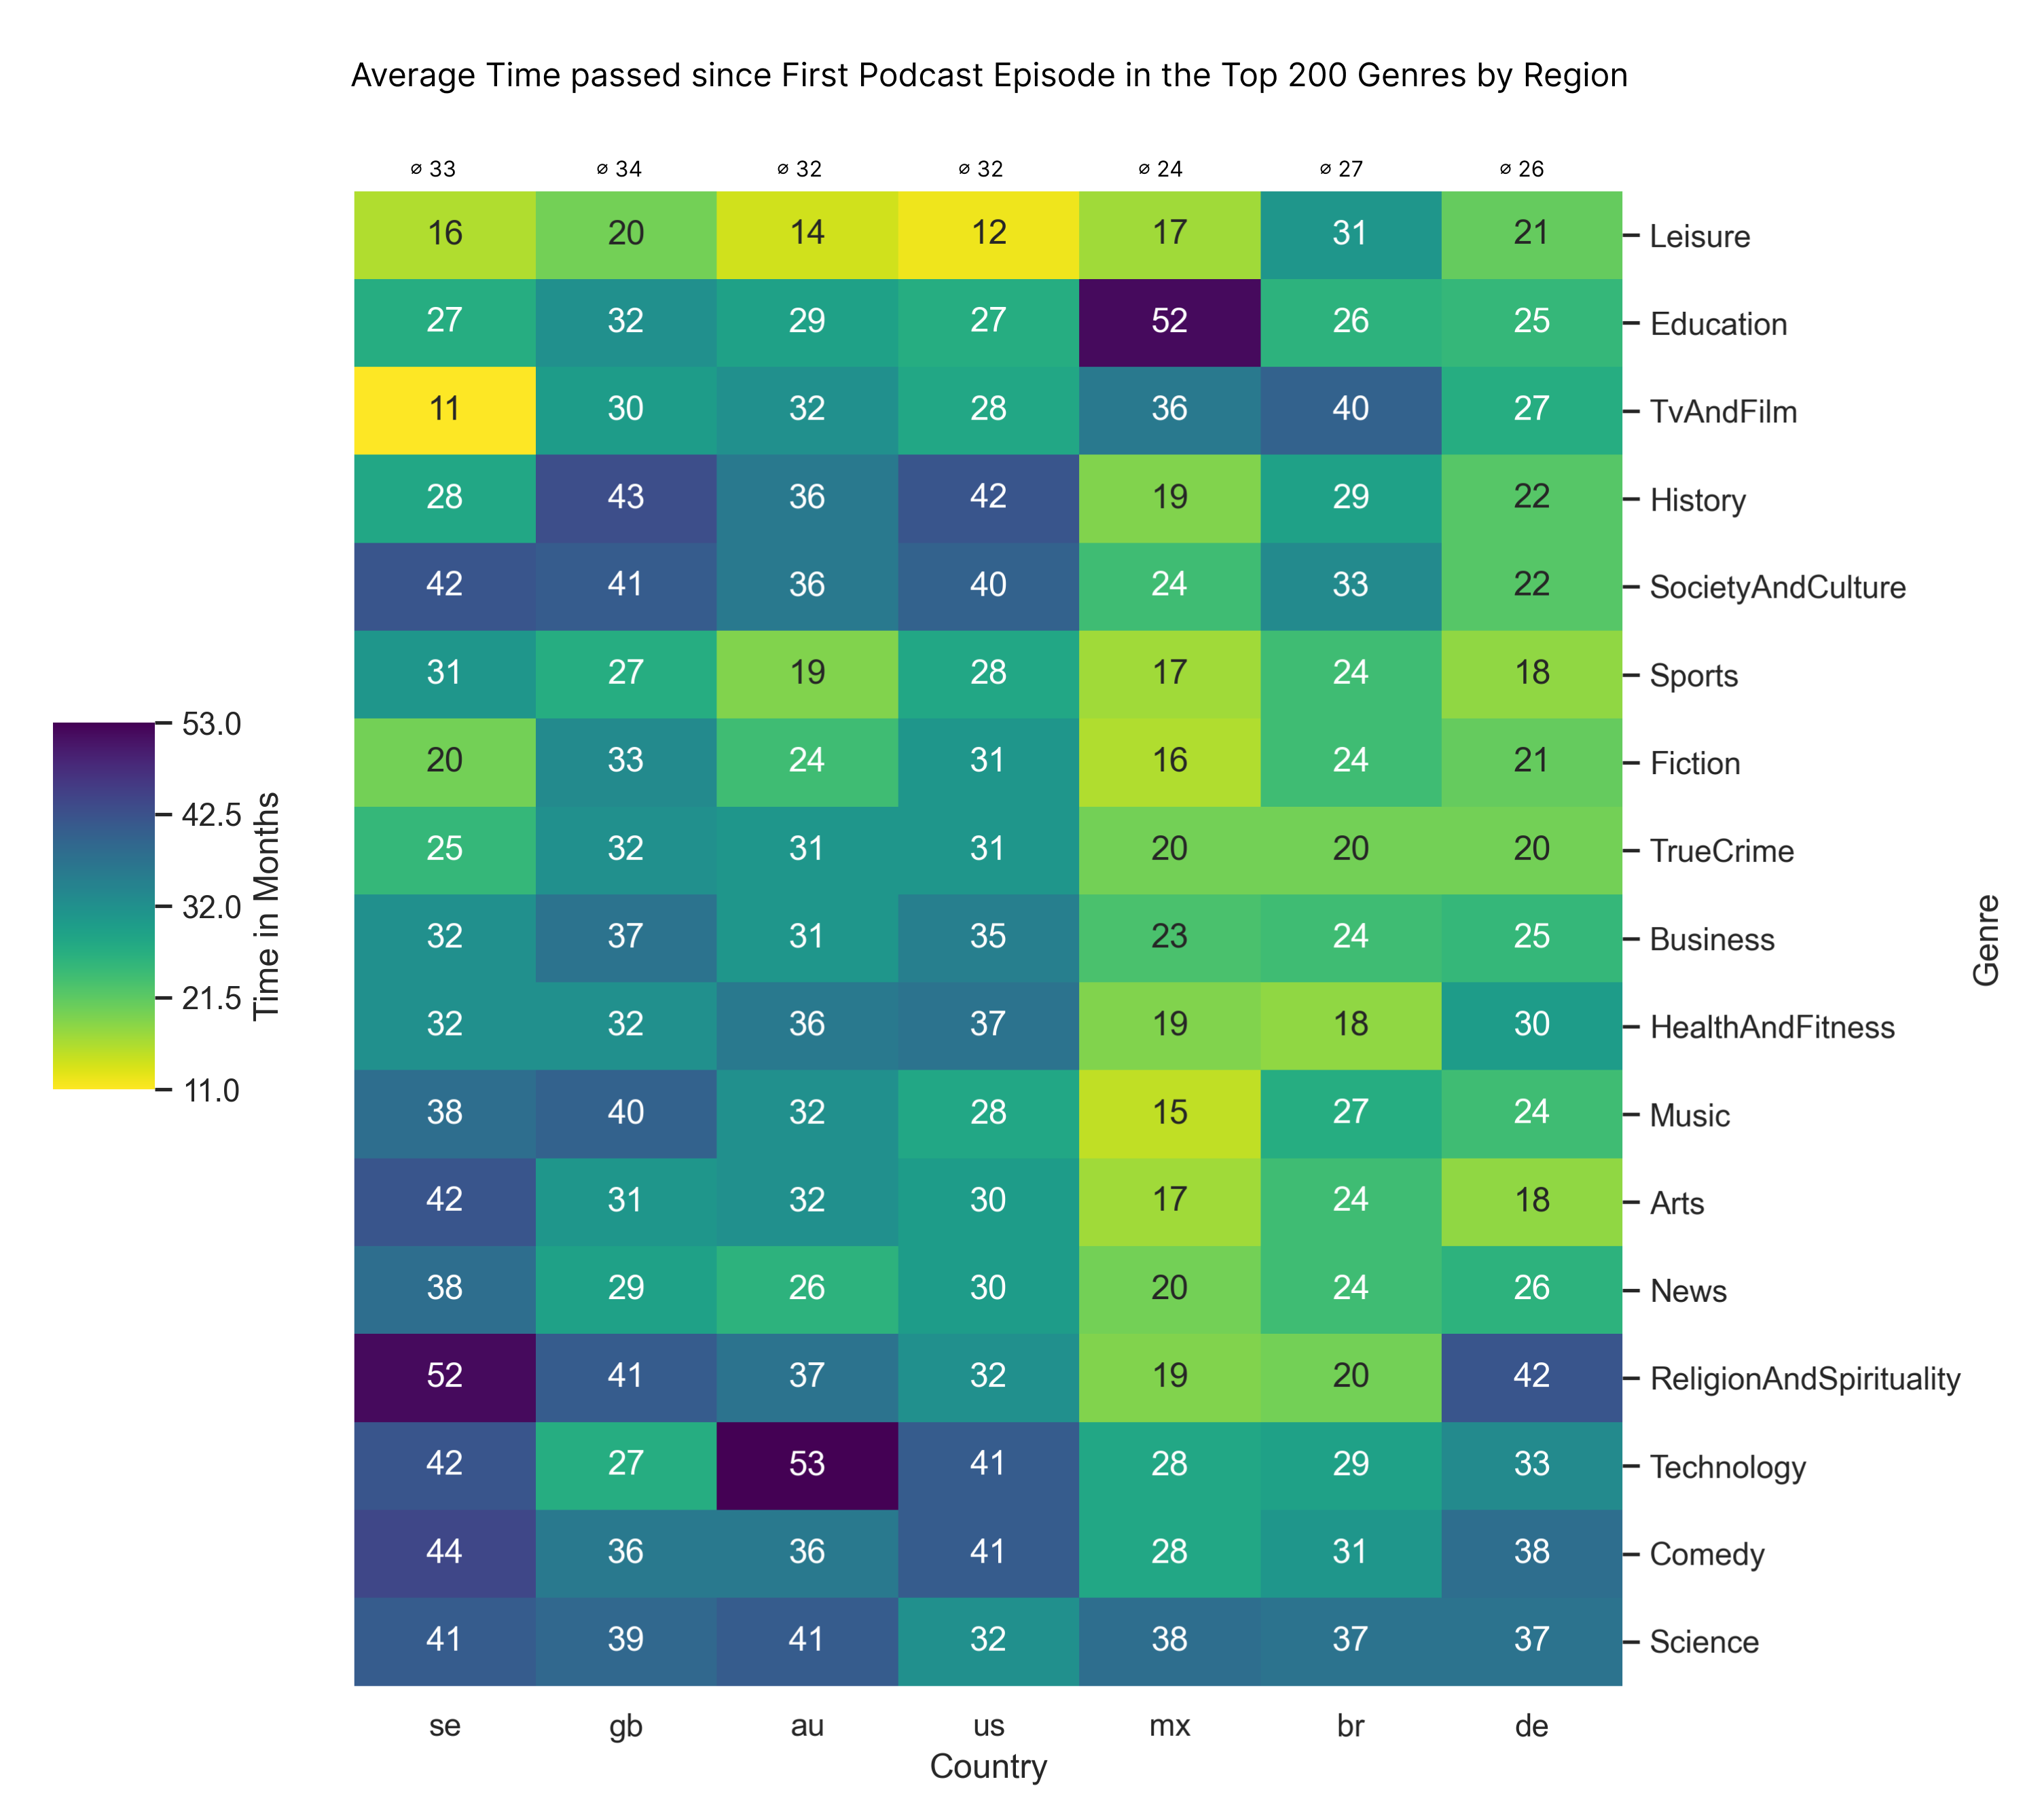 Average Time passed since First Podcast Episode in the Top 200 Genres by Region
⌀ 33 ⌀ 34 ⌀ 32 ⌀ 32 ⌀ 24 ⌀ 27 ⌀ 26
16 20 14 12 17 31 21 Leisure
27 32 29 27 52 26 25 Education
11 30 32 28 36 40 27 TvAndFilm
28 43 36 42 19 29 22 History
42 41 36 40 24 33 22 SocietyAndCulture
31 27 19 28 17 24 18 Sports
20 33 24 31 16 24 21 Fiction
25 32 31 31 20 20 20 TrueCrime
32 37 31 35 23 24 25 Business
32 32 36 37 19 18 30 HealthAndFitness
38 40 32 28 15 27 24 Music
42 31 32 30 17 24 18 Arts
38 29 26 30 20 24 26 News
52 41 37 32 19 20 42 ReligionAndSpirituality
42 27 53 41 28 29 33 Technology
44 36 36 41 28 31 38 Comedy
41 39 41 32 38 37 37 Science
se gb au us mx br de
Country
Genre
53.0
42.5
32.0
21.5
11.0
Time in Months